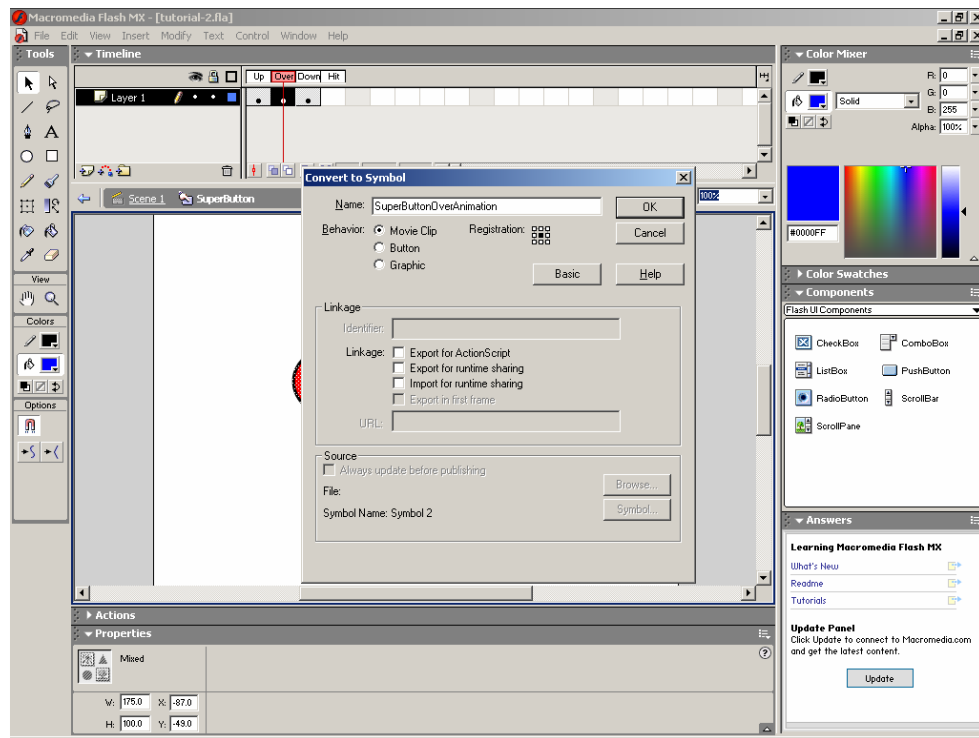 Macromedia Flash MX - [tutorial-2.fla]
File Edit View Insert Modify Text Control Window Help
Tools
Timeline
Up Over Down Hit
Layer 1
Scene 1 SuperButton
100%
View
Colors
Options
Convert to Symbol
Name: SuperButtonOverAnimation
OK
Behavior: Movie Clip
Registration:
Cancel
Button
Graphic
Basic
Help
Linkage
Identifier:
Linkage: Export for ActionScript
Export for runtime sharing
Import for runtime sharing
Export in first frame
URL:
Source
Always update before publishing
File:
Browse...
Symbol Name: Symbol 2
Symbol...
Actions
Properties
Mixed
W: 175.0 X: -87.0
H: 100.0 Y: -49.0
Color Mixer
R: 0
Solid
G: 0
B: 255
Alpha: 100%
#0000FF
Color Swatches
Components
Flash UI Components
CheckBox ComboBox
ListBox PushButton
RadioButton ScrollBar
ScrollPane
Answers
Learning Macromedia Flash MX
What's New
Readme
Tutorials
Update Panel
Click Update to connect to Macromedia.com
and get the latest content.
Update